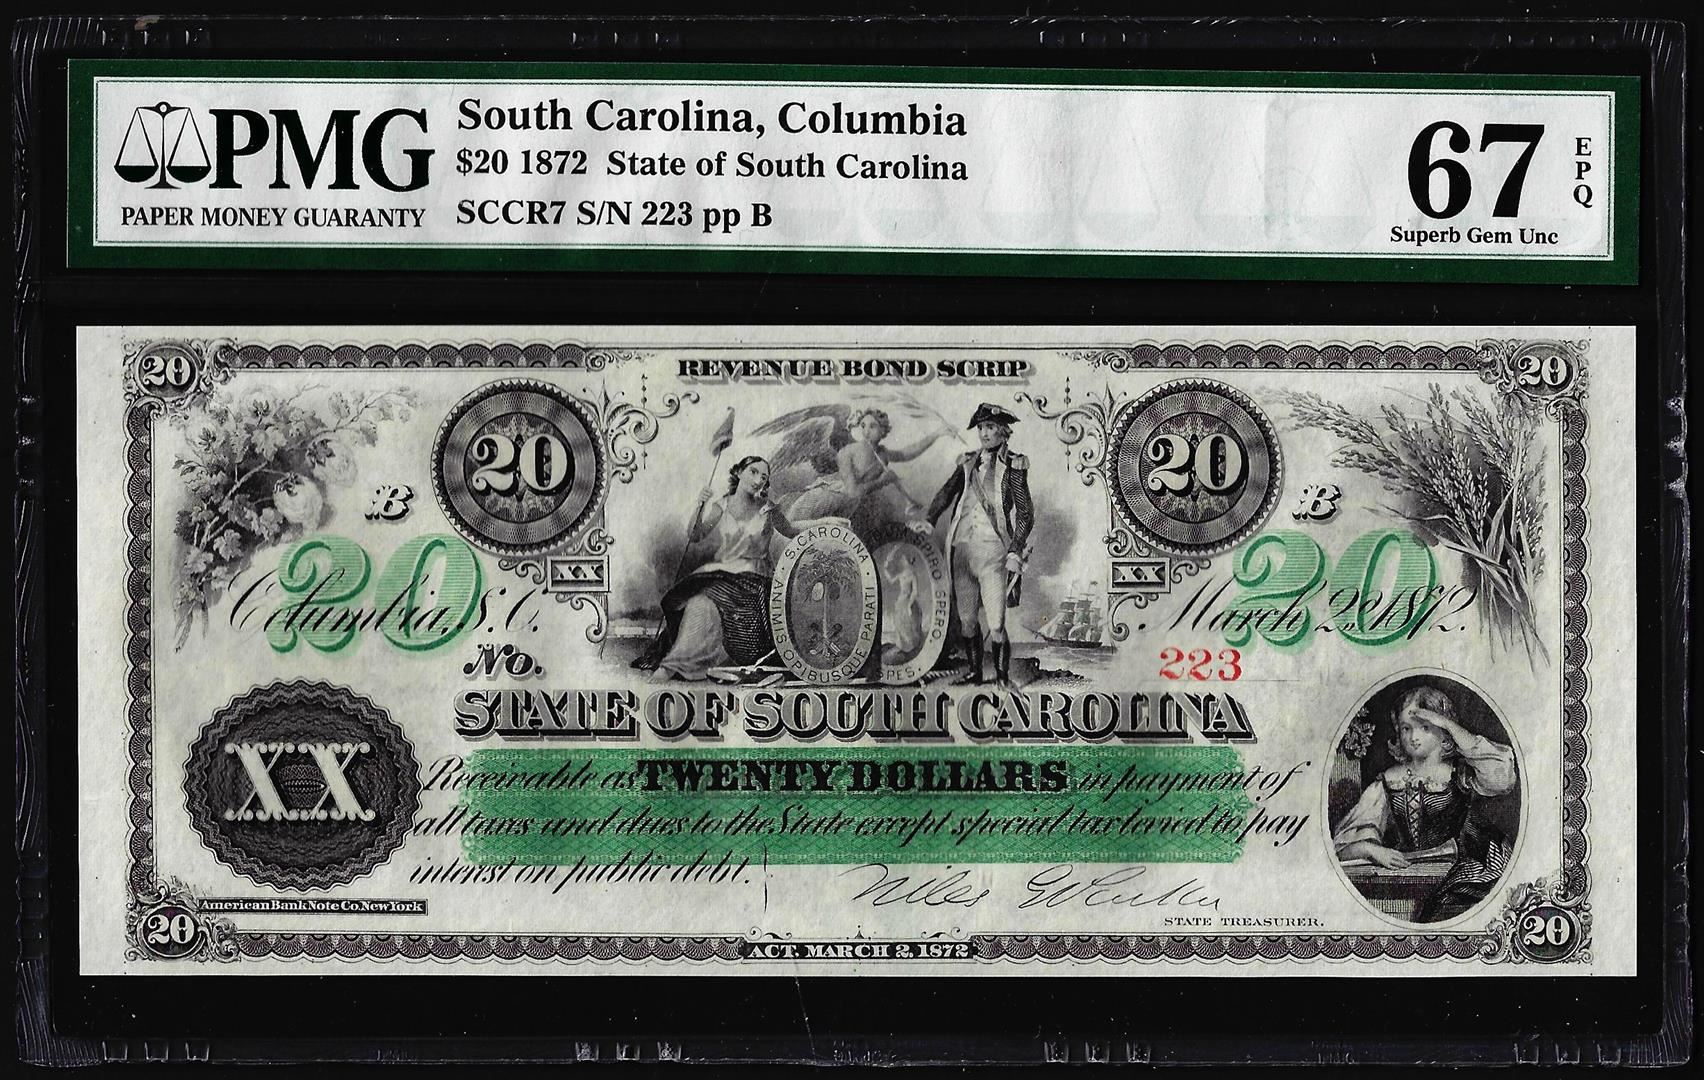 PMG
PAPER MONEY GUARANTY
South Carolina, Columbia
$20 1872 State of South Carolina
SCCR7 S/N 223 pp B
67
EPQ
Superb Gem Unc
20
REVENUE BOND SCRIP
20
20
20
B
B
20
20
S. CAROLINA
ANIMIS OPIBUSQUE PARATI
SPIRO SPERO
SPES.
XX
XX
Columbia, S.C.
March 2nd 1872.
No.
223
STATE OF SOUTH CAROLINA
XX
Receivable as TWENTY DOLLARS in payment of
all taxes and dues to the State except special tax levied to pay
interest on public debt.
Niles G Parker
STATE TREASURER.
American Bank Note Co. New York
20
ACT. MARCH 2, 1872
20